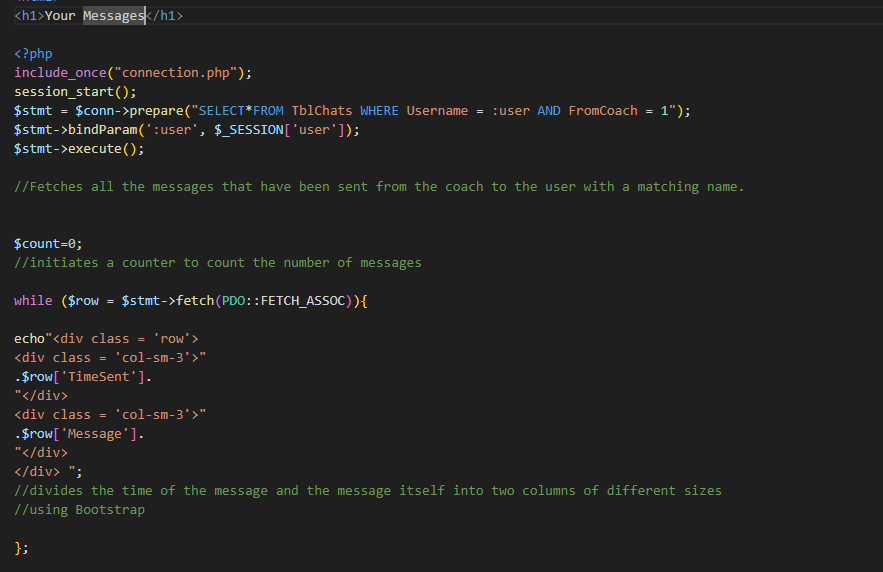 <h1>Your Messages</h1>
<?php
include_once("connection.php");
session_start();
$stmt = $conn->prepare("SELECT*FROM TblChats WHERE Username = :user AND FromCoach = 1");
$stmt->bindParam(':user', $_SESSION['user']);
$stmt->execute();
//Fetches all the messages that have been sent from the coach to the user with a matching name.
$count=0;
//initiates a counter to count the number of messages
while ($row = $stmt->fetch(PDO::FETCH_ASSOC)){
echo"<div class = 'row'>
<div class = 'col-sm-3'>"
.$row['TimeSent'].
"</div>
<div class = 'col-sm-3'>"
.$row['Message'].
"</div>
</div> ";
//divides the time of the message and the message itself into two columns of different sizes
//using Bootstrap
};